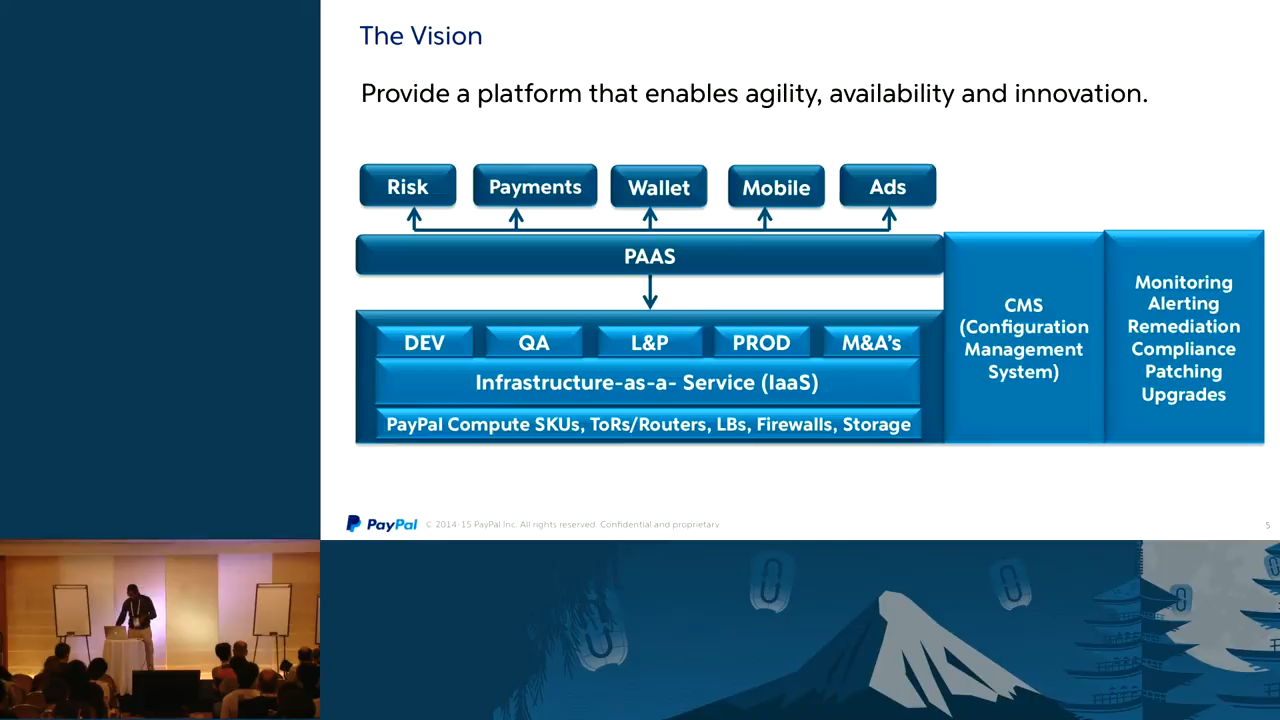 The Vision
Provide a platform that enables agility, availability and innovation.
Risk
Payments
Wallet
Mobile
Ads
PAAS
DEV
QA
L&P
PROD
M&A's
Infrastructure-as-a- Service (IaaS)
PayPal Compute SKUs, ToRs/Routers, LBs, Firewalls, Storage
CMS
(Configuration
Management
System)
Monitoring
Alerting
Remediation
Compliance
Patching
Upgrades
PayPal
© 2014-15 PayPal Inc. All rights reserved. Confidential and proprietary
5